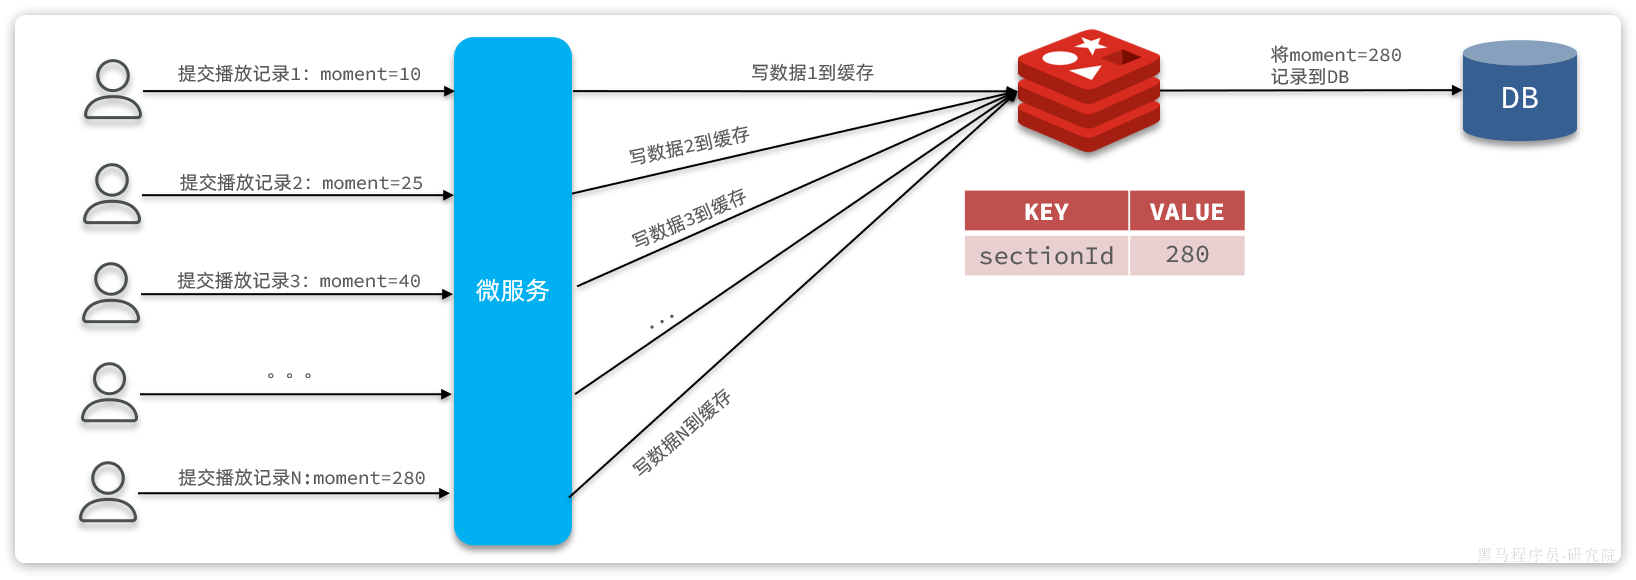 提交播放记录1：moment=10
写数据1到缓存
将moment=280
记录到DB
DB
提交播放记录2：moment=25
写数据2到缓存
提交播放记录3：moment=40
写数据3到缓存
KEY VALUE
sectionId 280
微服务
...
。。。
提交播放记录N:moment=280
写数据N到缓存
黑马程序员-研究院